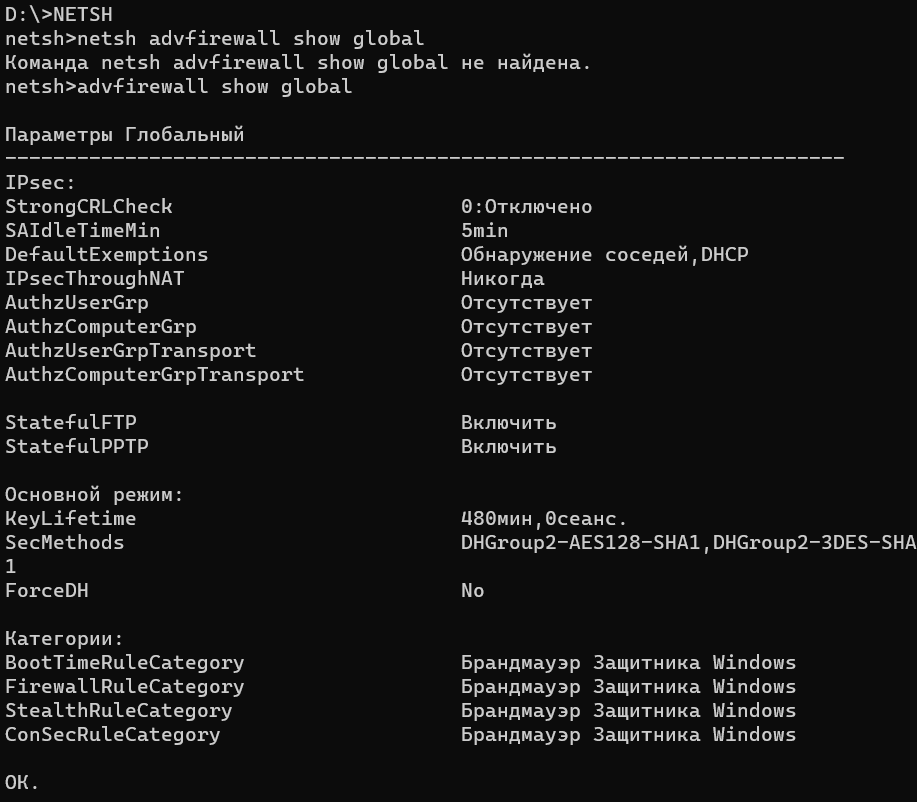 D:\>NETSH
netsh>netsh advfirewall show global
Команда netsh advfirewall show global не найдена.
netsh>advfirewall show global
Параметры Глобальный
----------------------------------------------------------------------
IPsec:
StrongCRLCheck                        0:Отключено
SAIdleTimeMin                         5min
DefaultExemptions                     Обнаружение соседей,DHCP
IPsecThroughNAT                       Никогда
AuthzUserGrp                          Отсутствует
AuthzComputerGrp                      Отсутствует
AuthzUserGrpTransport                 Отсутствует
AuthzComputerGrpTransport             Отсутствует
StatefulFTP                           Включить
StatefulPPTP                          Включить
Основной режим:
KeyLifetime                           480мин,0сеанс.
SecMethods                            DHGroup2-AES128-SHA1,DHGroup2-3DES-SHA
1
ForceDH                               No
Категории:
BootTimeRuleCategory                  Брандмауэр Защитника Windows
FirewallRuleCategory                  Брандмауэр Защитника Windows
StealthRuleCategory                   Брандмауэр Защитника Windows
ConSecRuleCategory                    Брандмауэр Защитника Windows
ОК.